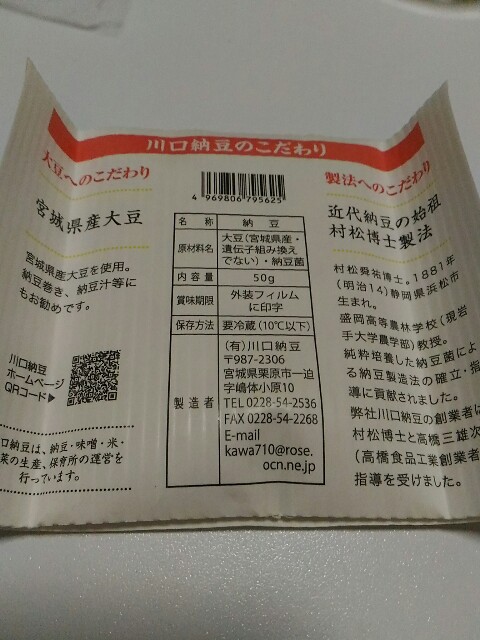 川口納豆のこだわり
大豆へのこだわり
宮城県産大豆
宮城県産大豆を使用。
納豆巻き、納豆汁等に
もお勧めです。
川口納豆
ホームページ
QRコード▶
口納豆は、納豆・味噌・米・
菜の生産、保育所の運営を
行っています。
4 969806 795625
名称 納豆
原材料名 大豆(宮城県産・
遺伝子組み換え
でない)・納豆菌
内容量 50g
賞味期限 外装フィルム
に印字
保存方法 要冷蔵(10℃以下)
製造者 (有)川口納豆
〒987-2306
宮城県栗原市一迫
字嶋体小原10
TEL 0228-54-2536
FAX 0228-54-2268
E-mail
kawa710@rose.
ocn.ne.jp
製法へのこだわり
近代納豆の始祖
村松博士製法
村松舜祐博士。1881年
(明治14)静岡県浜松市
生まれ。
盛岡高等農林学校(現岩
手大学農学部)教授。
純粋培養した納豆菌によ
る納豆製造法の確立・指
導に貢献されました。
弊社川口納豆の創業者は
村松博士と高橋三雄次
(高橋食品工業創業者
指導を受けました。